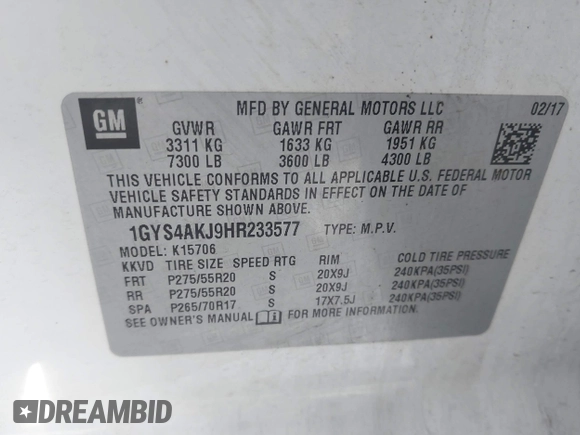 GM
MFD BY GENERAL MOTORS LLC 02/17
GVWR GAWR FRT GAWR RR
3311 KG 1633 KG 1951 KG
7300 LB 3600 LB 4300 LB
THIS VEHICLE CONFORMS TO ALL APPLICABLE U.S. FEDERAL MOTOR
VEHICLE SAFETY STANDARDS IN EFFECT ON THE DATE OF
MANUFACTURE SHOWN ABOVE.
1GYS4AKJ9HR233577 TYPE: M.P.V.
MODEL: K15706
KKVD TIRE SIZE SPEED RTG RIM COLD TIRE PRESSURE
FRT P275/55R20 S 20X9J 240KPA(35PSI)
RR P275/55R20 S 20X9J 240KPA(35PSI)
SPA P265/70R17 S 17X7.5J 240KPA(35PSI)
SEE OWNER'S MANUAL FOR MORE INFORMATION.
DREAMBID